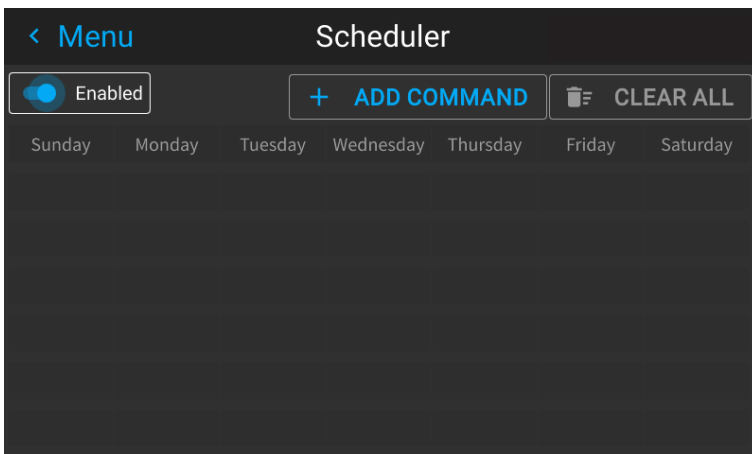 Menu Scheduler
Enabled ADD COMMAND CLEAR ALL
Sunday Monday Tuesday Wednesday Thursday Friday Saturday